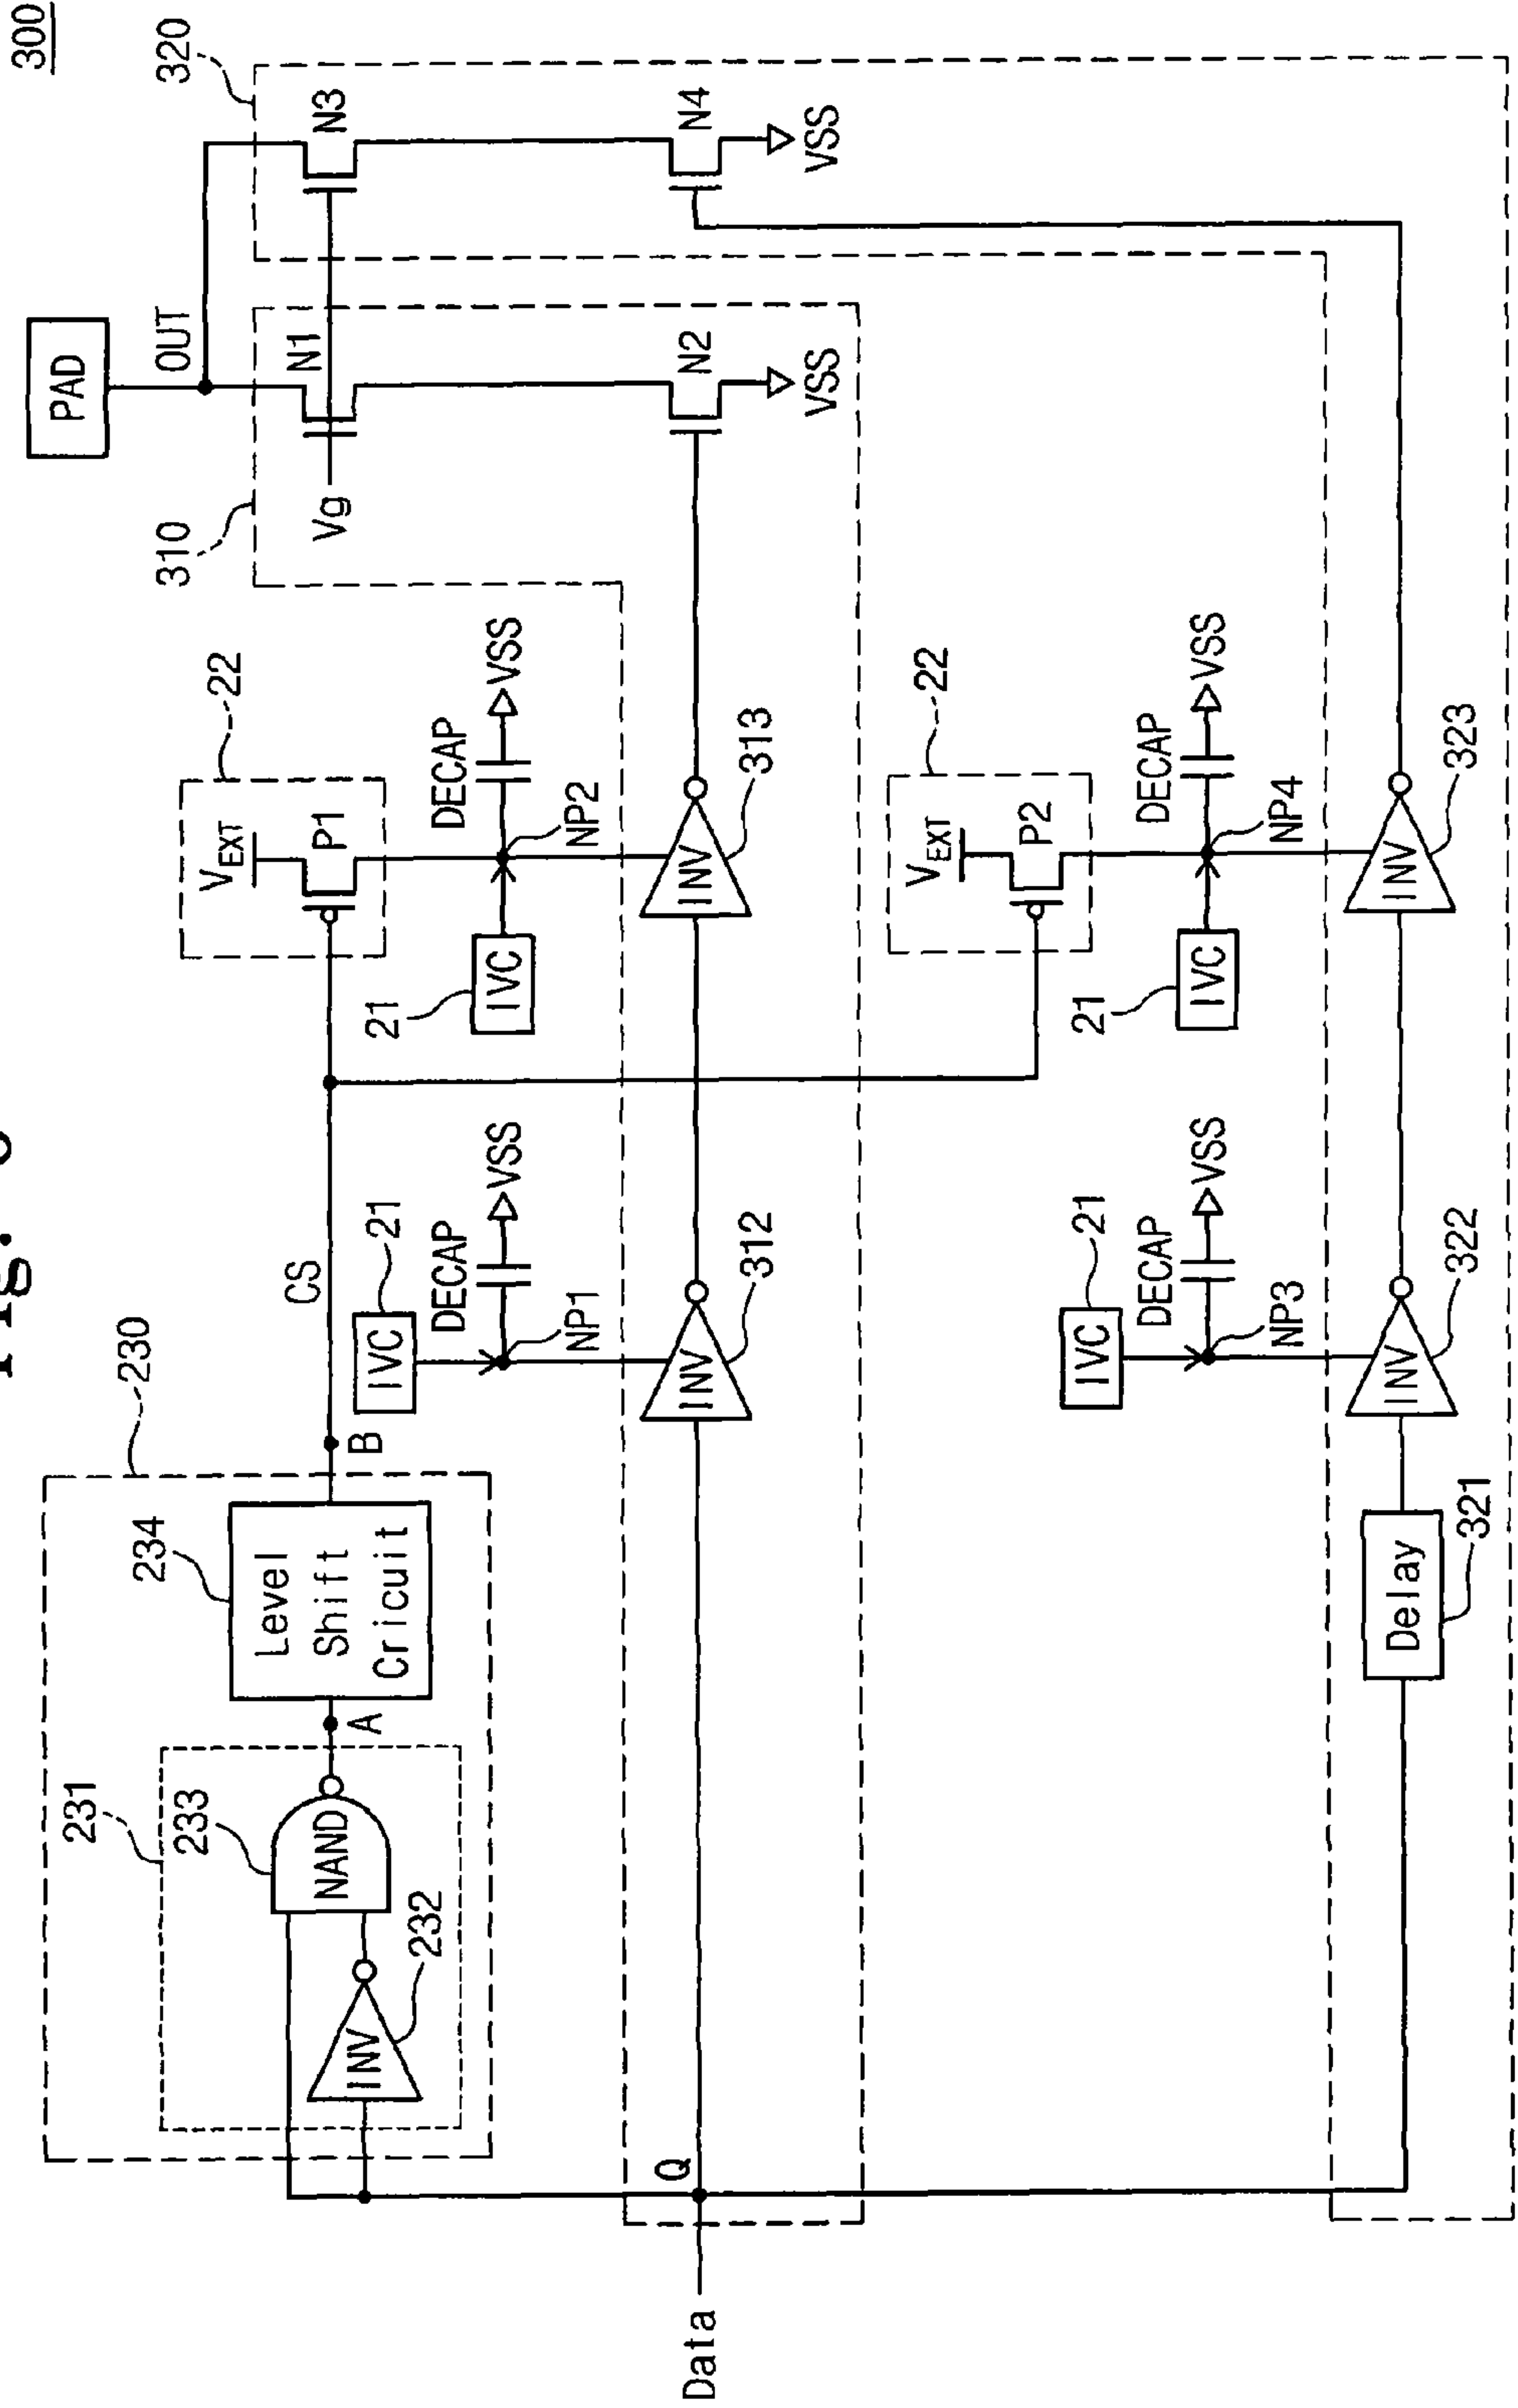 300
230
231
233
NAND
INV
232
A
234
Level
Shift
Cricuit
B
CS
22
VEXT
P1
IVC
21
DECAP
VSS
NP1
21
IVC
DECAP
VSS
NP2
PAD
OUT
310
Vg
N1
N2
VSS
320
N3
N4
VSS
Data
Q
INV
312
INV
313
22
VEXT
P2
IVC
21
DECAP
VSS
NP3
21
IVC
DECAP
VSS
NP4
Delay
321
INV
322
INV
323